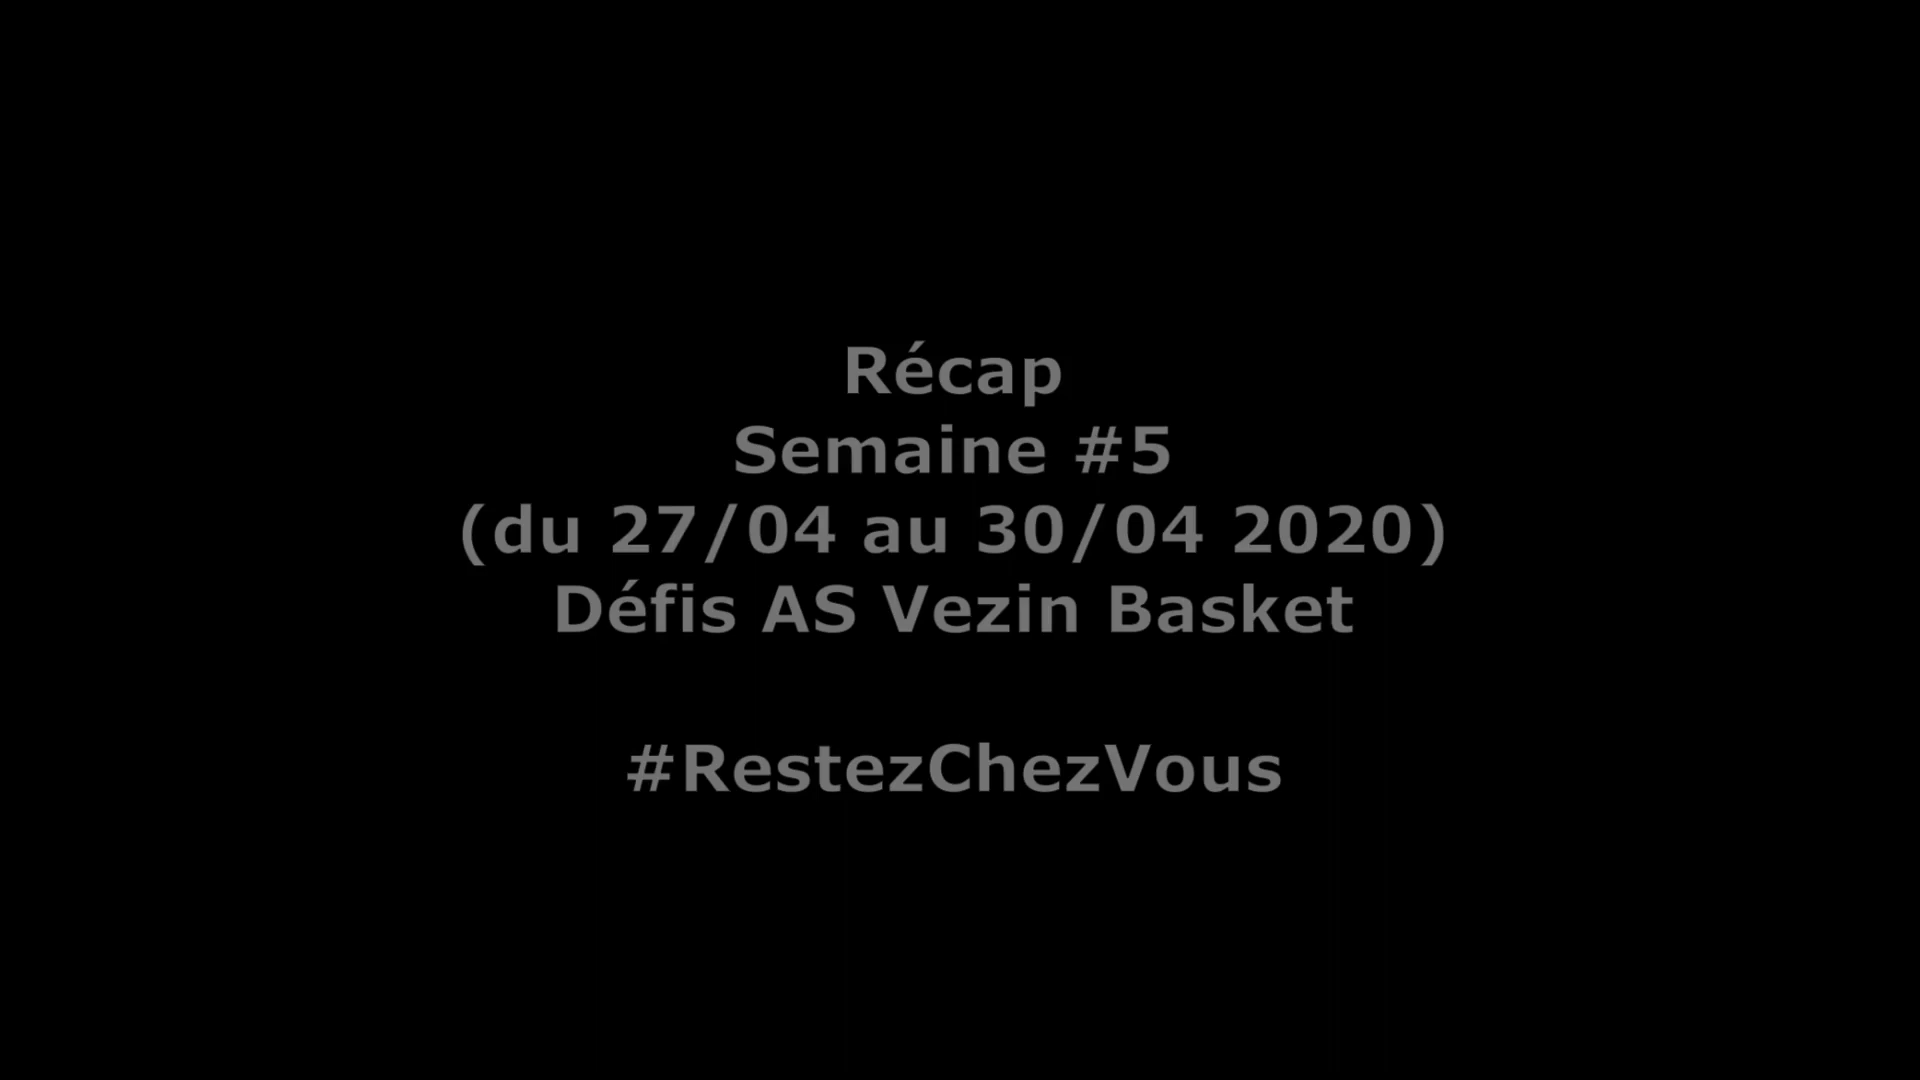 Récap
Semaine #5
(du 27/04 au 30/04 2020)
Défis AS Vezin Basket
#RestezChezVous